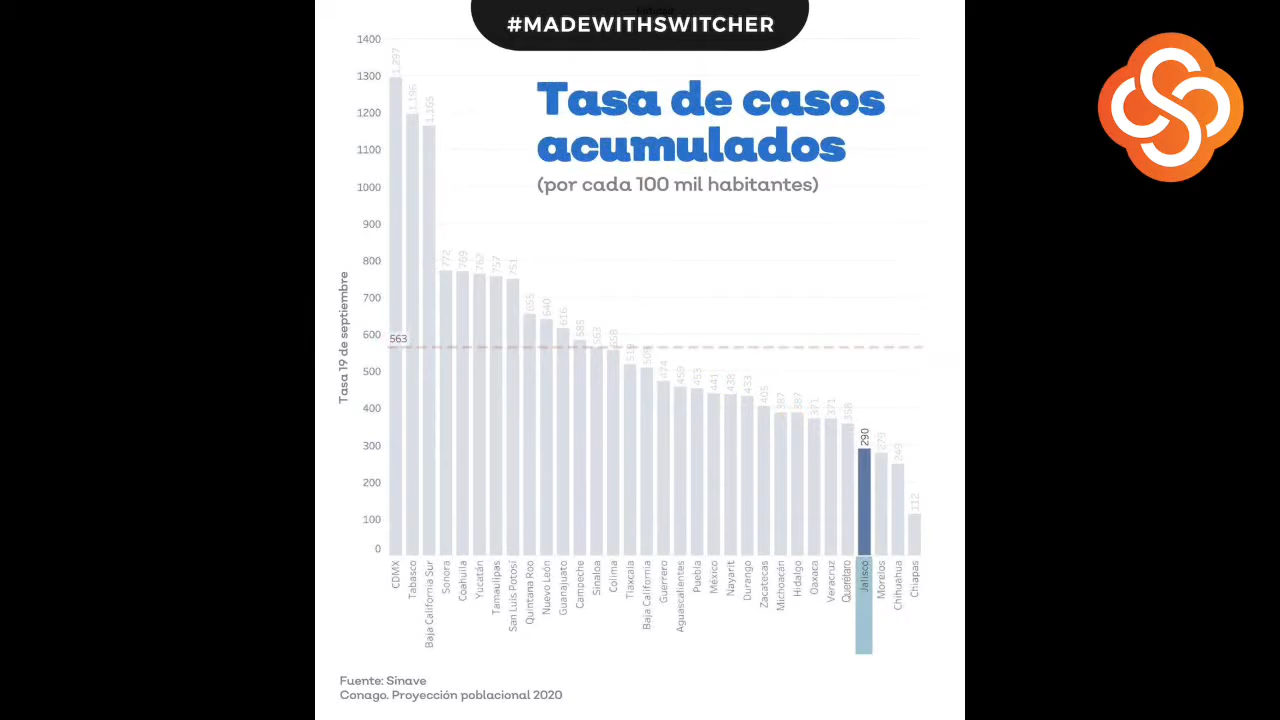 #MADEWITHSWITCHER
Tasa de casos
acumulados
(por cada 100 mil habitantes)
Tasa 19 de septiembre
1400
1300
1200
1100
1000
900
800
700
600
500
400
300
200
100
0
563
1,297
1,196
1,165
772
769
762
757
751
655
640
616
585
563
558
519
509
474
459
453
441
438
433
405
387
387
371
371
358
290
279
249
112
CDMX
Tabasco
Baja California Sur
Sonora
Coahuila
Yucatán
Tamaulipas
San Luis Potosí
Quintana Roo
Nuevo León
Guanajuato
Campeche
Sinaloa
Colima
Tlaxcala
Baja California
Guerrero
Aguascalientes
Puebla
México
Nayarit
Durango
Zacatecas
Michoacán
Hidalgo
Oaxaca
Veracruz
Querétaro
Jalisco
Morelos
Chihuahua
Chiapas
Fuente: Sinave
Conago. Proyección poblacional 2020